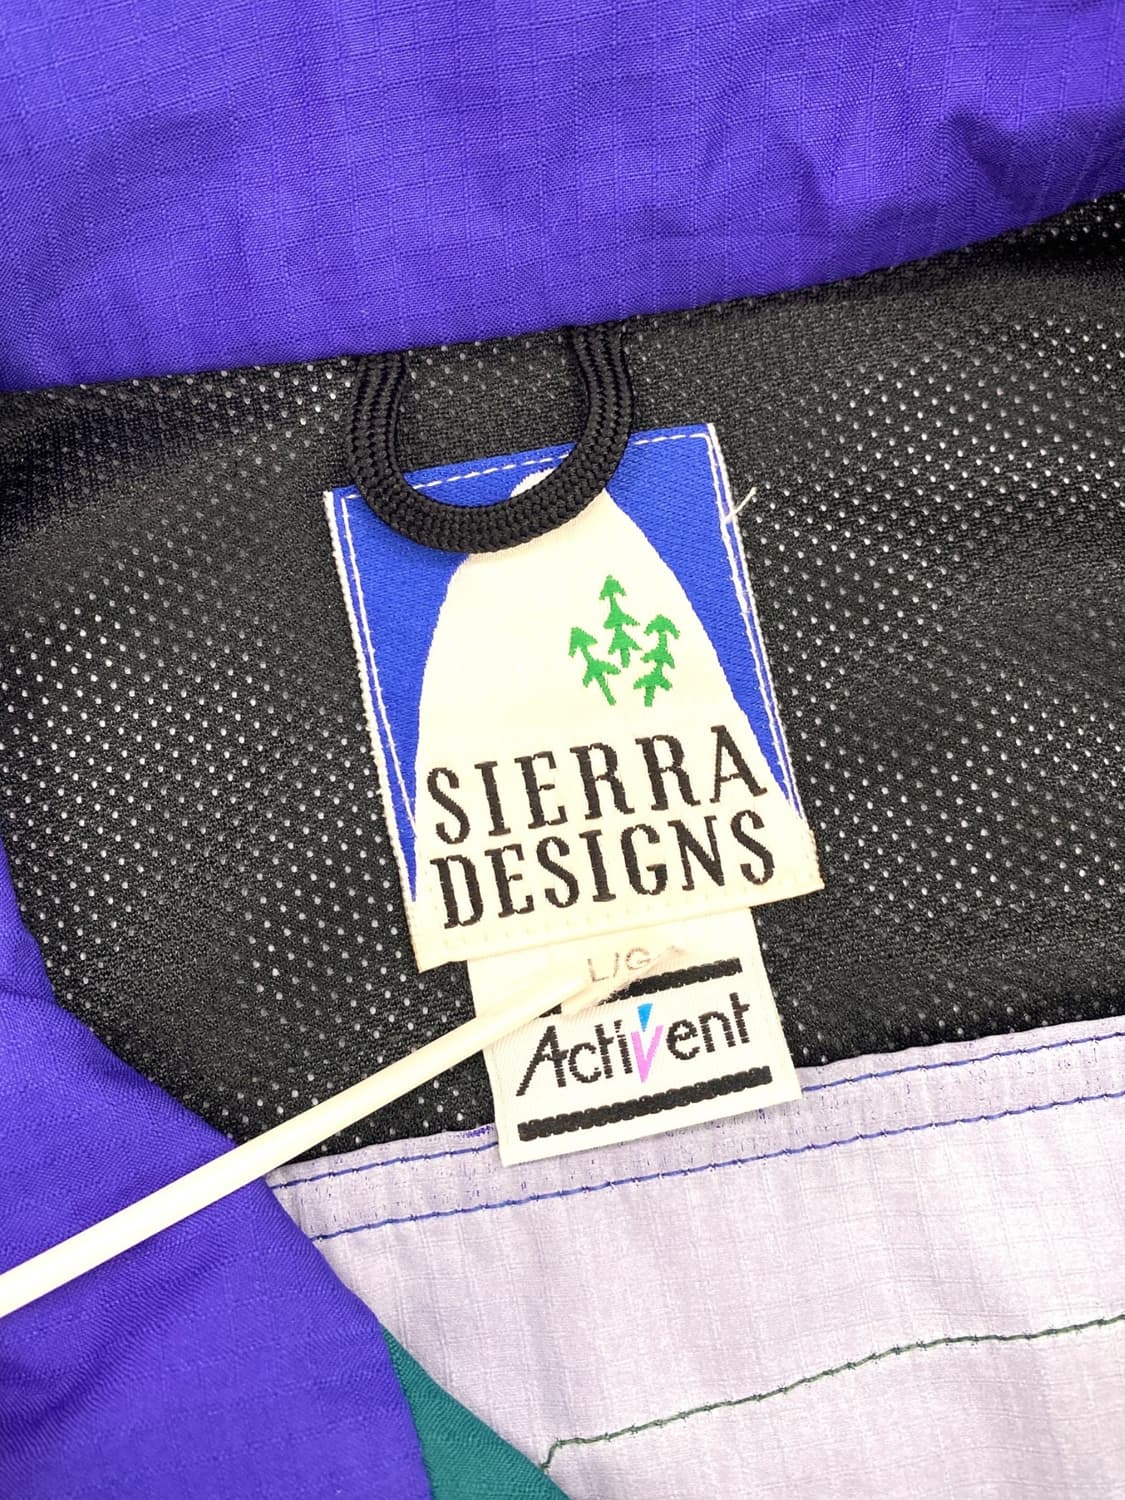 SIERRA
DESIGNS
L/G
Activent